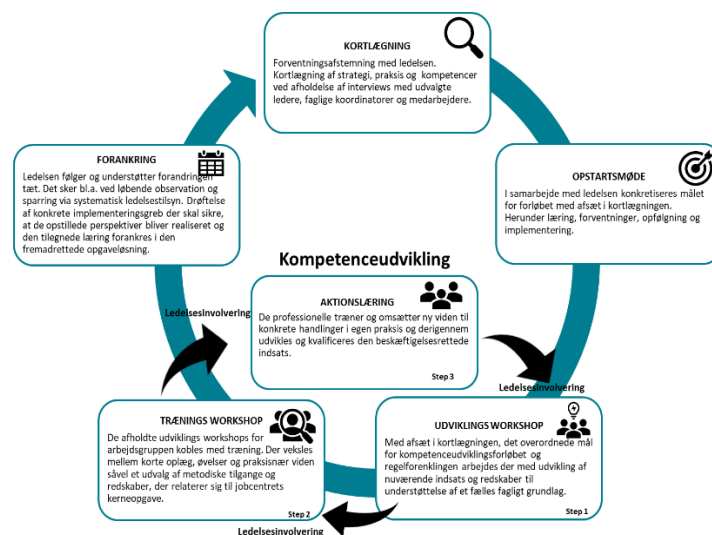 KORTLÆGNING
Forventningsafstemning med ledelsen.
Kortlægning af strategi, praksis og kompetencer
ved afholdelse af interviews med udvalgte
ledere, faglige koordinatorer og medarbejdere.
OPSTARTSMØDE
I samarbejde med ledelsen konkretiseres målet
for forløbet med afsæt i kortlægningen.
Herunder læring, forventninger, opfølgning og
implementering.
FORANKRING
Ledelsen følger og understøtter forandringen
tæt. Det sker bl.a. ved løbende observation og
sparring via systematisk ledelsestilsyn. Drøftelse
af konkrete implementeringsgreb der skal sikre,
at de opstillede perspektiver bliver realiseret og
den tilegnede læring forankres i den
fremadrettede opgaveløsning.
Kompetenceudvikling
AKTIONSLÆRING
De professionelle træner og omsætter ny viden til
konkrete handlinger i egen praksis og derigennem
udvikles og kvalificeres den beskæftigelsesrettede
indsats.
Step 3
Ledelsesinvolvering
Ledelsesinvolvering
UDVIKLINGS WORKSHOP
Med afsæt i kortlægningen, det overordnede mål
for kompetenceudviklingsforløbet og
regelforenklingen arbejdes der med udvikling af
nuværende indsats og redskaber til
understøttelse af et fælles fagligt grundlag.
Step 1
TRÆNINGS WORKSHOP
De afholdte udviklings workshops for
arbejdsgruppen kobles med træning. Der veksles
mellem korte oplæg, øvelser og praksisnær viden
såvel et udvalg af metodiske tilgange og
redskaber, der relaterer sig til jobcentrets
kerneopgave.
Step 2
Ledelsesinvolvering